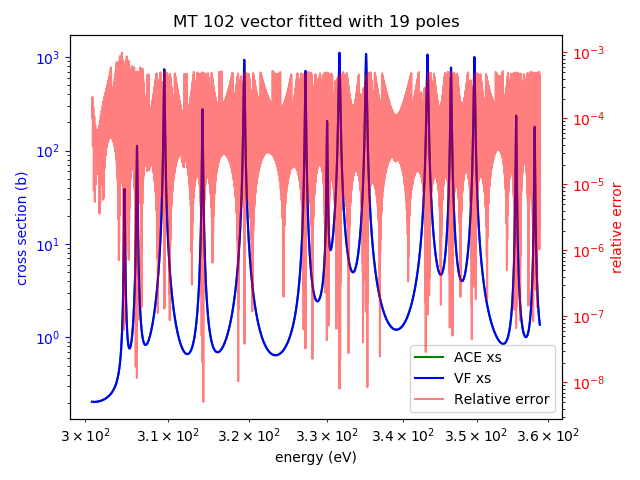 MT 102 vector fitted with 19 poles
10³
10²
10¹
10⁰
cross section (b)
10⁻³
10⁻⁴
10⁻⁵
10⁻⁶
10⁻⁷
10⁻⁸
relative error
ACE xs
VF xs
Relative error
3 × 10² 3.1 × 10² 3.2 × 10² 3.3 × 10² 3.4 × 10² 3.5 × 10² 3.6 × 10²
energy (eV)